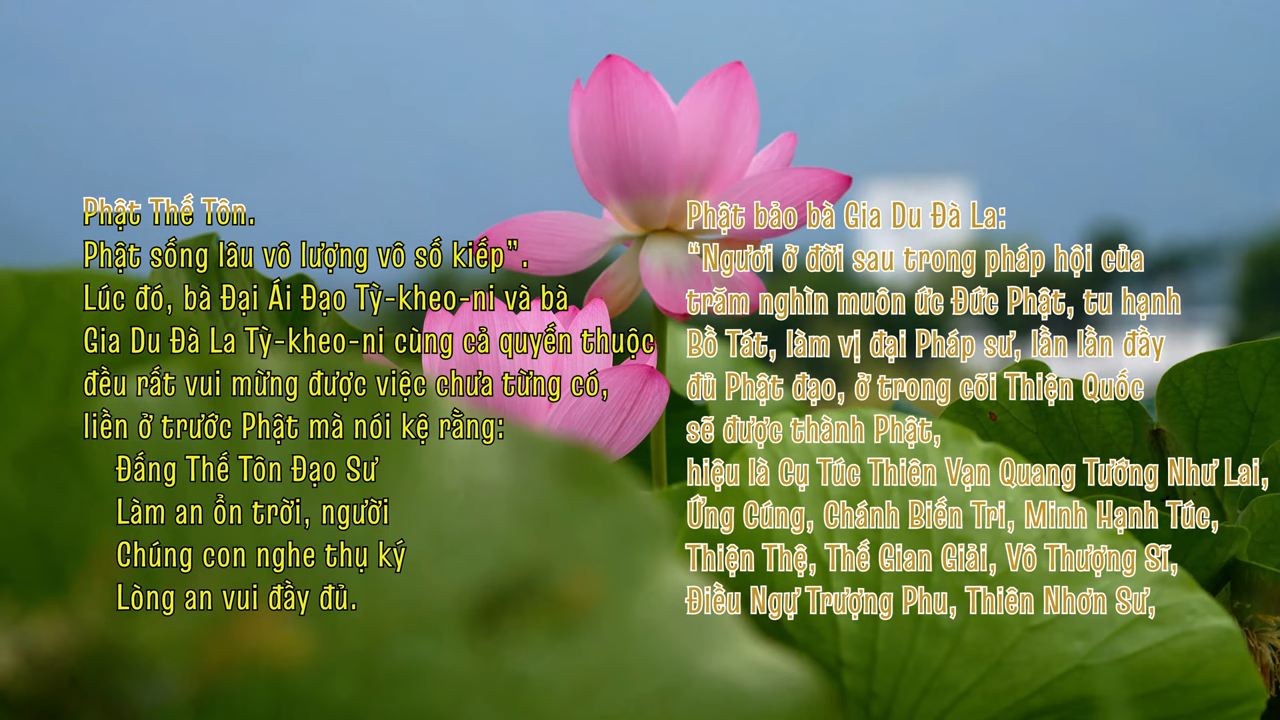 Phật Thế Tôn.
Phật sống lâu vô lượng vô số kiếp”.
Lúc đó, bà Đại Ái Đạo Tỳ-kheo-ni và bà
Gia Du Đà La Tỳ-kheo-ni cùng cả quyến thuộc
đều rất vui mừng được việc chưa từng có,
liền ở trước Phật mà nói kệ rằng:
Đấng Thế Tôn Đạo Sư
Làm an ổn trời, người
Chúng con nghe thụ ký
Lòng an vui đầy đủ.
Phật bảo bà Gia Du Đà La:
“Ngươi ở đời sau trong pháp hội của
trăm nghìn muôn ức Đức Phật, tu hạnh
Bồ Tát, làm vị đại Pháp sư, lần lần đầy
đủ Phật đạo, ở trong cõi Thiện Quốc
sẽ được thành Phật,
hiệu là Cụ Túc Thiên Vạn Quang Tướng Như Lai,
Ứng Cúng, Chánh Biến Tri, Minh Hạnh Túc,
Thiện Thệ, Thế Gian Giải, Vô Thượng Sĩ,
Điều Ngự Trượng Phu, Thiên Nhơn Sư,